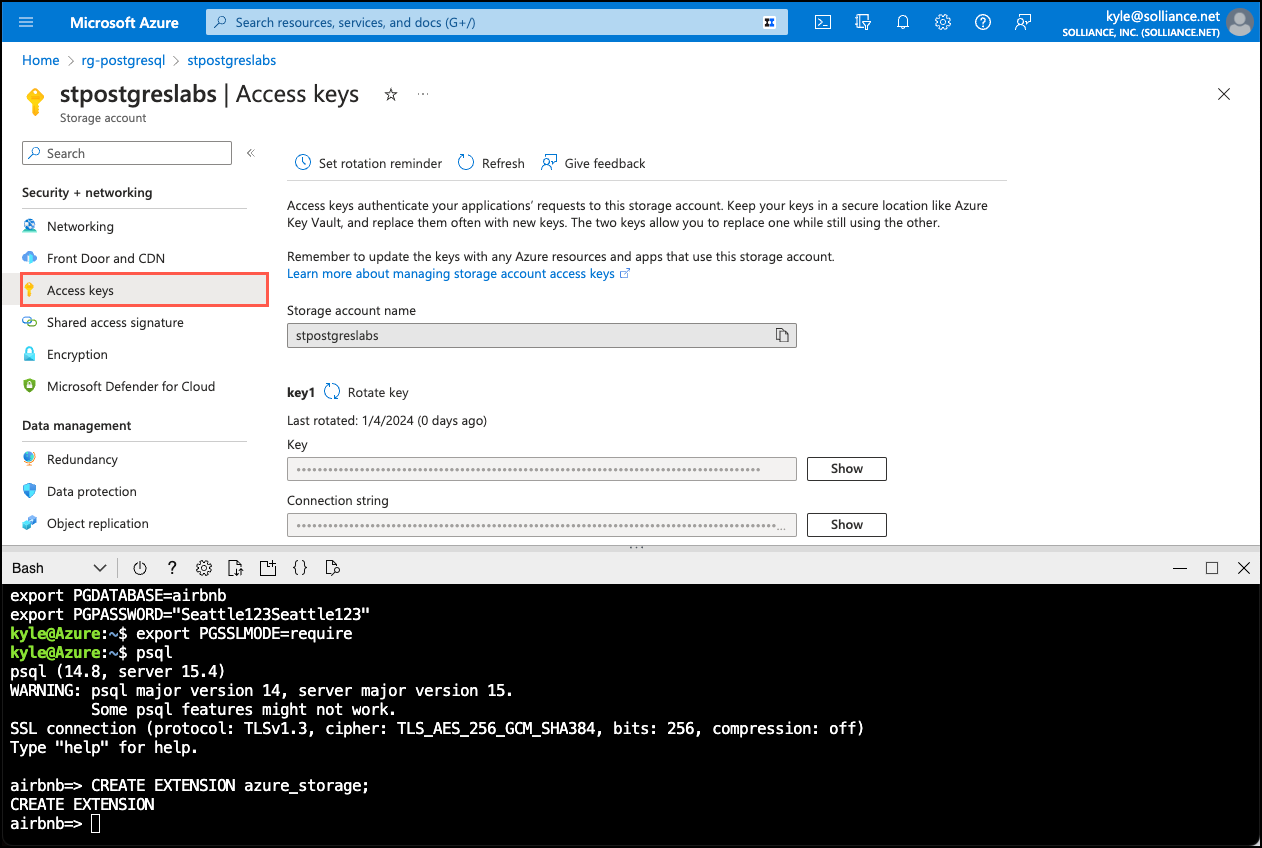 Microsoft Azure
Search resources, services, and docs (G+/)
kyle@solliance.net
SOLLIANCE, INC. (SOLLIANCE.NET)
Home > rg-postgresql > stpostgreslabs
stpostgreslabs | Access keys
Storage account
Search
Security + networking
Networking
Front Door and CDN
Access keys
Shared access signature
Encryption
Microsoft Defender for Cloud
Data management
Redundancy
Data protection
Object replication
Set rotation reminder
Refresh
Give feedback
Access keys authenticate your applications’ requests to this storage account. Keep your keys in a secure location like Azure
Key Vault, and replace them often with new keys. The two keys allow you to replace one while still using the other.
Remember to update the keys with any Azure resources and apps that use this storage account.
Learn more about managing storage account access keys
Storage account name
stpostgreslabs
key1
Rotate key
Last rotated: 1/4/2024 (0 days ago)
Key
Show
Connection string
Show
Bash
export PGDATABASE=airbnb
export PGPASSWORD="Seattle123Seattle123"
kyle@Azure:~$ export PGSSLMODE=require
kyle@Azure:~$ psql
psql (14.8, server 15.4)
WARNING: psql major version 14, server major version 15.
Some psql features might not work.
SSL connection (protocol: TLSv1.3, cipher: TLS_AES_256_GCM_SHA384, bits: 256, compression: off)
Type "help" for help.
airbnb=> CREATE EXTENSION azure_storage;
CREATE EXTENSION
airbnb=>